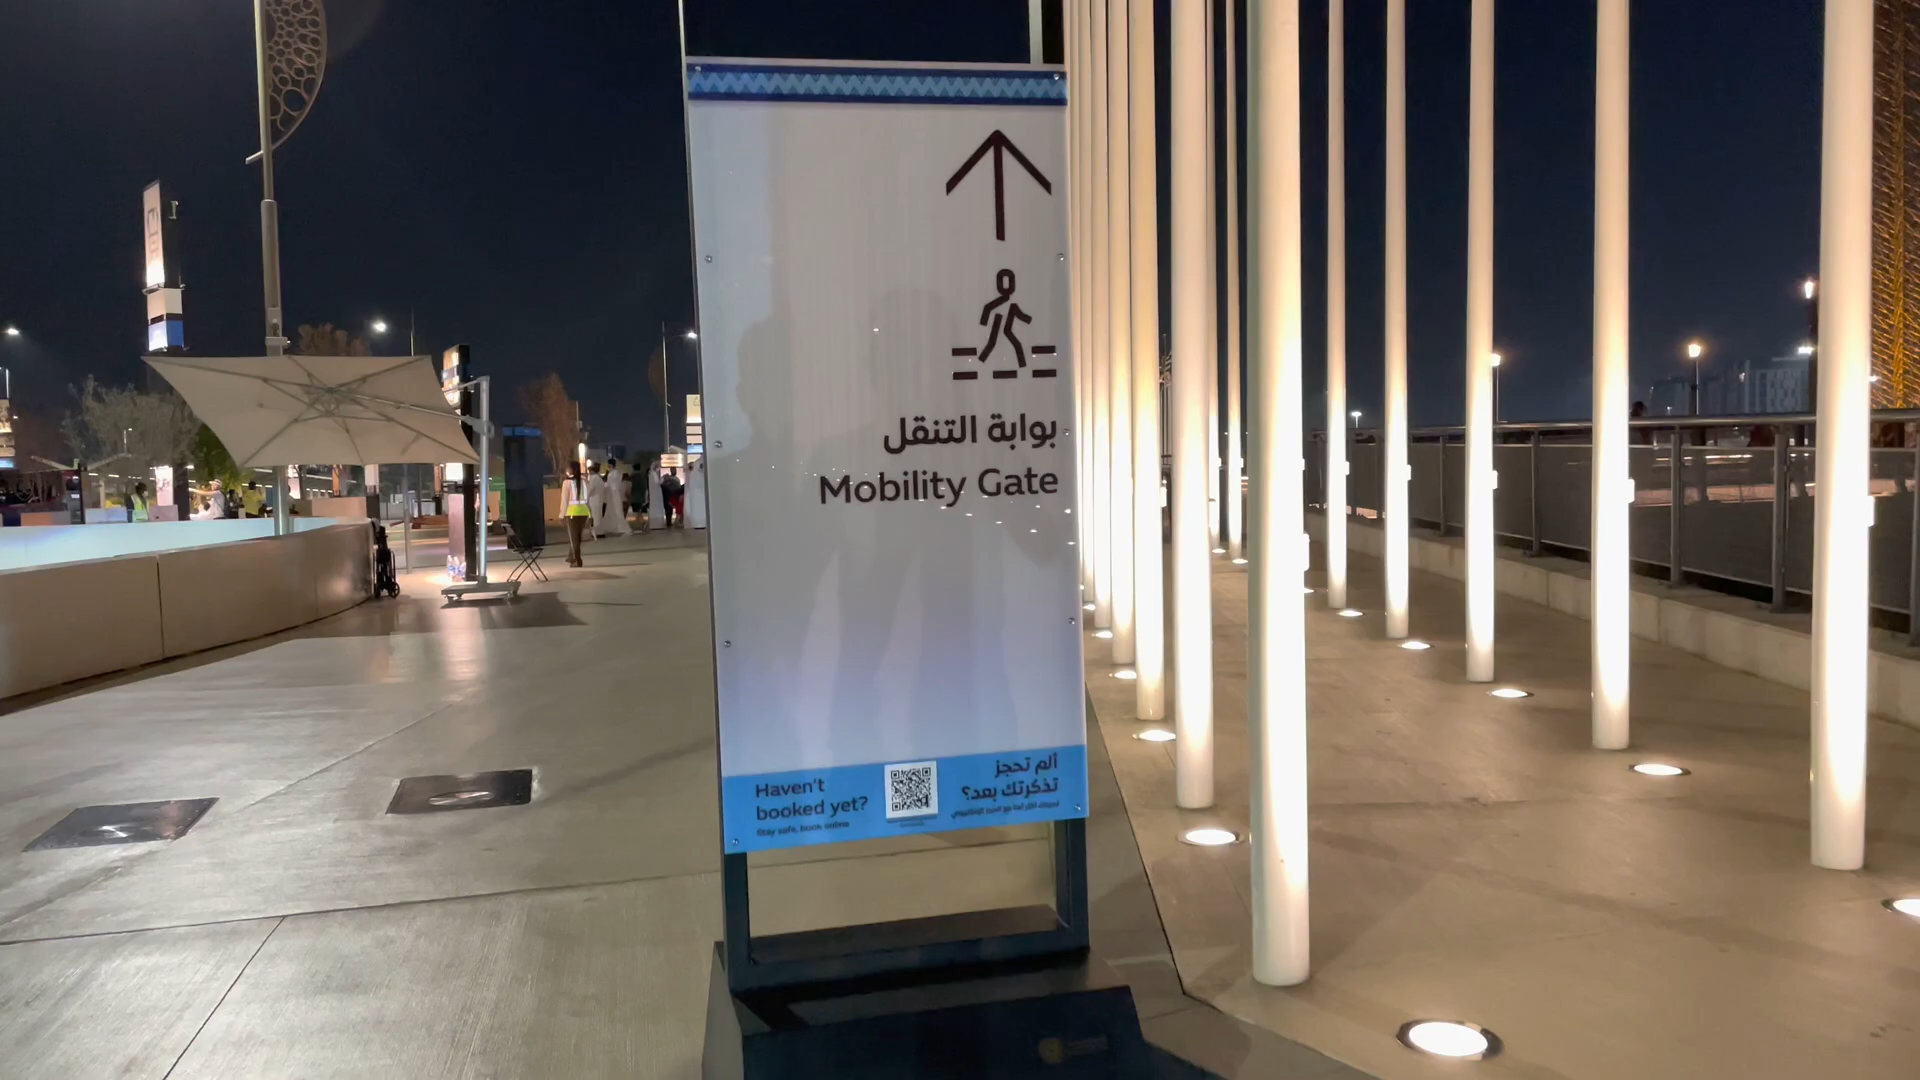 بوابة التنقل
Mobility Gate
Haven't
booked yet?
Stay safe, book online
ألم تحجز
تذكرتك بعد؟